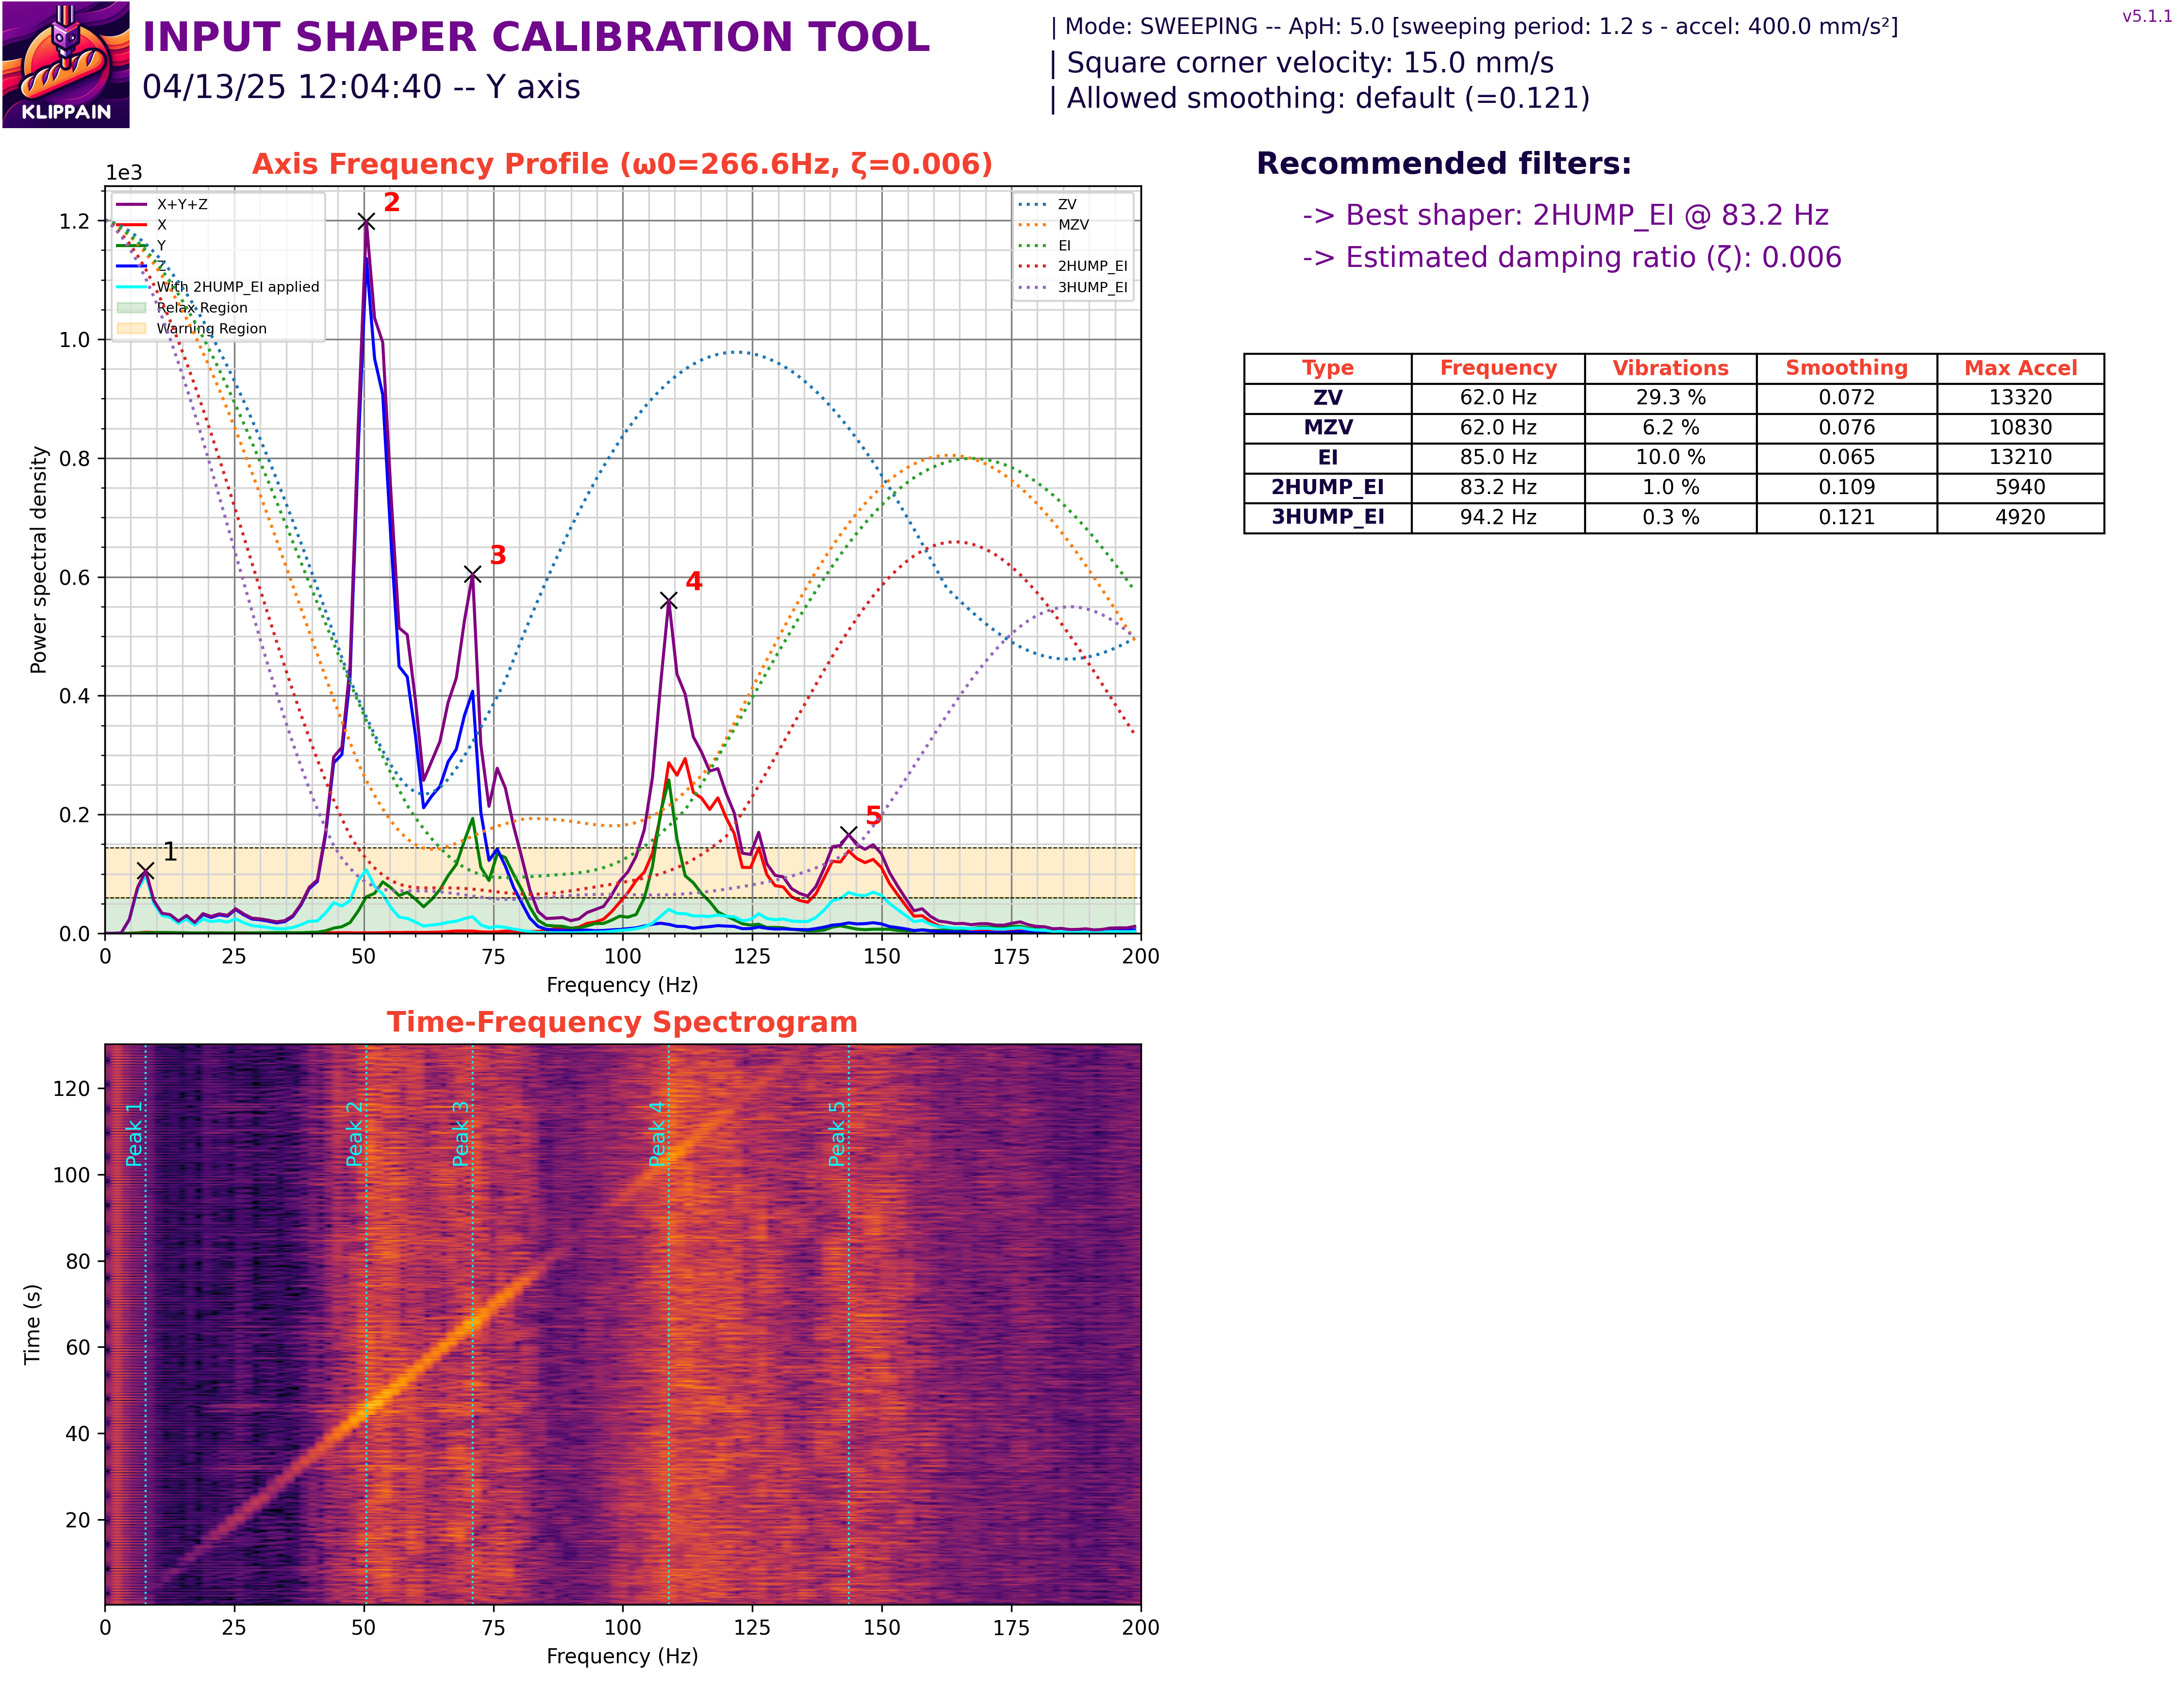 INPUT SHAPER CALIBRATION TOOL
04/13/25 12:04:40 -- Y axis
KLIPPAIN
| Mode: SWEEPING -- ApH: 5.0 [sweeping period: 1.2 s - accel: 400.0 mm/s²]
| Square corner velocity: 15.0 mm/s
| Allowed smoothing: default (=0.121)
v5.1.1
Axis Frequency Profile (ω0=266.6Hz, ζ=0.006)
1e3
X+Y+Z
X
Y
Z
With 2HUMP_EI applied
Relax Region
Warning Region
ZV
MZV
EI
2HUMP_EI
3HUMP_EI
1
2
3
4
5
Power spectral density
1.2
1.0
0.8
0.6
0.4
0.2
0.0
0 25 50 75 100 125 150 175 200
Frequency (Hz)
Recommended filters:
-> Best shaper: 2HUMP_EI @ 83.2 Hz
-> Estimated damping ratio (ζ): 0.006
Type Frequency Vibrations Smoothing Max Accel
ZV 62.0 Hz 29.3 % 0.072 13320
MZV 62.0 Hz 6.2 % 0.076 10830
EI 85.0 Hz 10.0 % 0.065 13210
2HUMP_EI 83.2 Hz 1.0 % 0.109 5940
3HUMP_EI 94.2 Hz 0.3 % 0.121 4920
Time-Frequency Spectrogram
Peak 1
Peak 2
Peak 3
Peak 4
Peak 5
Time (s)
120
100
80
60
40
20
0 25 50 75 100 125 150 175 200
Frequency (Hz)